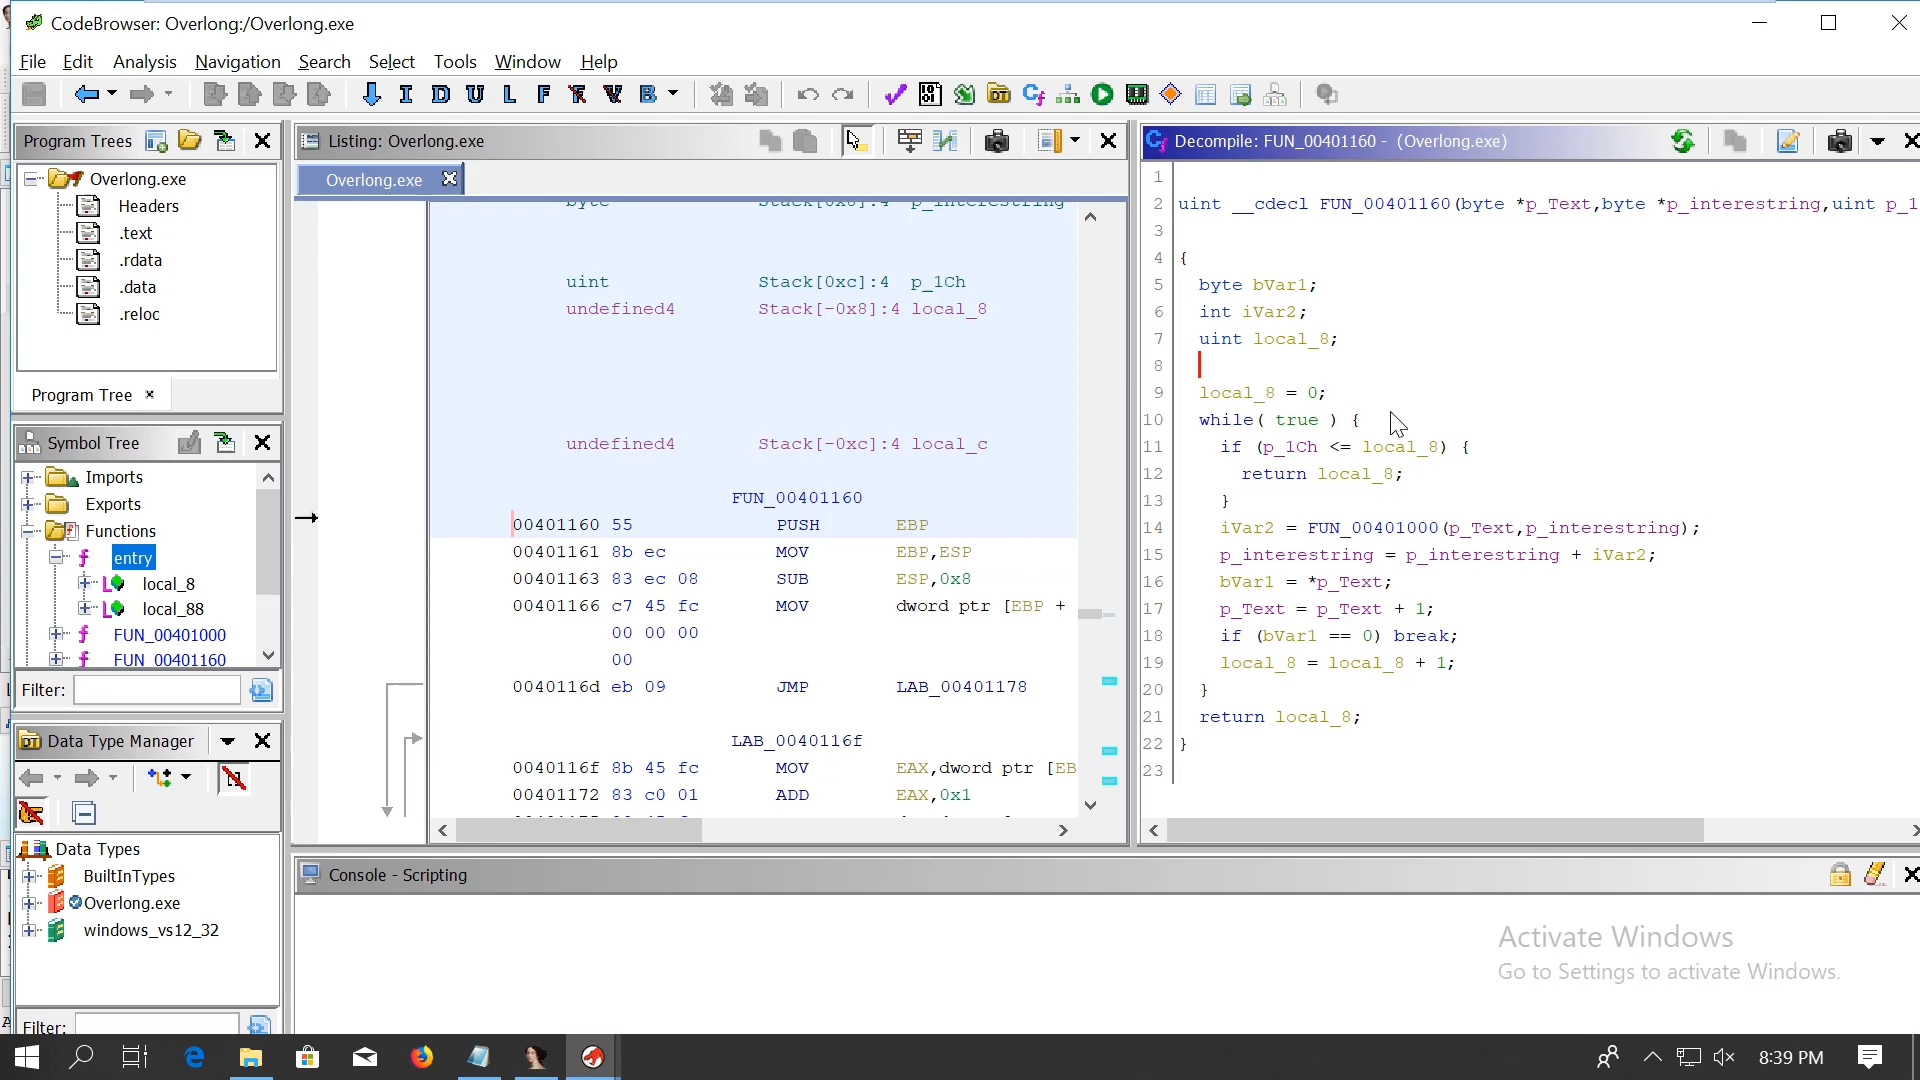 CodeBrowser: Overlong:/Overlong.exe
File Edit Analysis Navigation Search Select Tools Window Help
I D U L F V B
Program Trees
Overlong.exe
Headers
.text
.rdata
.data
.reloc
Program Tree ×
Symbol Tree
Imports
Exports
Functions
f entry
L local_8
L local_88
f FUN_00401000
f FUN_00401160
Filter:
Data Type Manager
Data Types
BuiltInTypes
Overlong.exe
windows_vs12_32
Filter:
Listing: Overlong.exe
Overlong.exe
byte Stack[0x8]:4 p_interestring
uint Stack[0xc]:4 p_1Ch
undefined4 Stack[-0x8]:4 local_8
undefined4 Stack[-0xc]:4 local_c
FUN_00401160
00401160 55 PUSH EBP
00401161 8b ec MOV EBP,ESP
00401163 83 ec 08 SUB ESP,0x8
00401166 c7 45 fc MOV dword ptr [EBP +
00 00 00
00
0040116d eb 09 JMP LAB_00401178
LAB_0040116f
0040116f 8b 45 fc MOV EAX,dword ptr [EB
00401172 83 c0 01 ADD EAX,0x1
Decompile: FUN_00401160 - (Overlong.exe)
1
2 uint __cdecl FUN_00401160(byte *p_Text,byte *p_interestring,uint p_1
3
4 {
5 byte bVar1;
6 int iVar2;
7 uint local_8;
8
9 local_8 = 0;
10 while( true ) {
11 if (p_1Ch <= local_8) {
12 return local_8;
13 }
14 iVar2 = FUN_00401000(p_Text,p_interestring);
15 p_interestring = p_interestring + iVar2;
16 bVar1 = *p_Text;
17 p_Text = p_Text + 1;
18 if (bVar1 == 0) break;
19 local_8 = local_8 + 1;
20 }
21 return local_8;
22 }
23
Console - Scripting
Activate Windows
Go to Settings to activate Windows.
8:39 PM